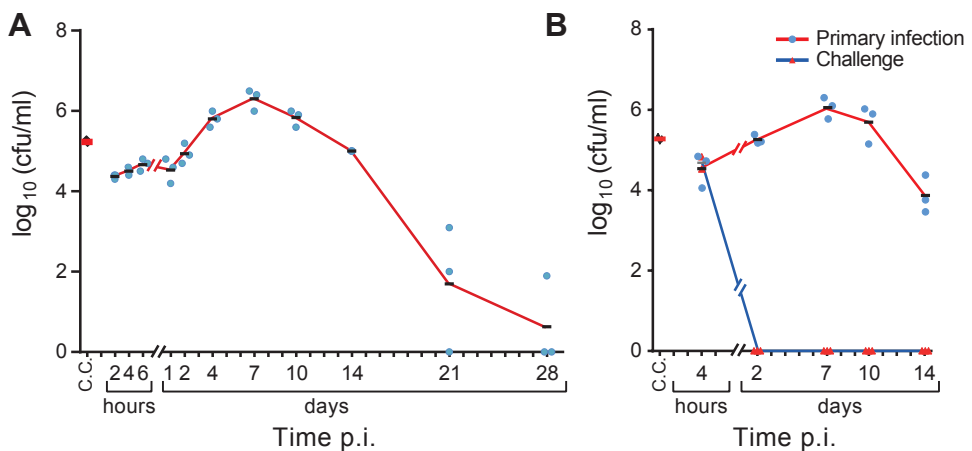 A
8
6
4
2
0
log10 (cfu/ml)
C.C.
2 4 6 1 2 4 7 10 14 21 28
hours days
Time p.i.
B
Primary infection
Challenge
8
6
4
2
0
log10 (cfu/ml)
C.C.
4 2 7 10 14
hours days
Time p.i.